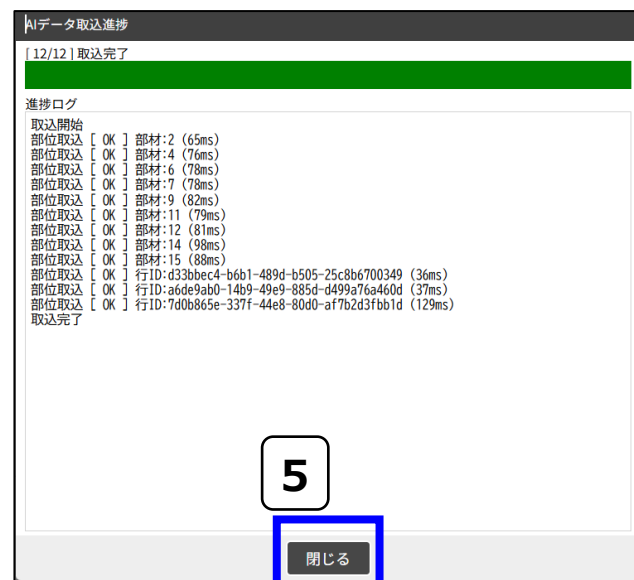 AIデータ取込進捗
[ 12/12 ] 取込完了
進捗ログ
取込開始
部位取込 [ OK ] 部材:2 (65ms)
部位取込 [ OK ] 部材:4 (76ms)
部位取込 [ OK ] 部材:6 (78ms)
部位取込 [ OK ] 部材:7 (78ms)
部位取込 [ OK ] 部材:9 (82ms)
部位取込 [ OK ] 部材:11 (79ms)
部位取込 [ OK ] 部材:12 (81ms)
部位取込 [ OK ] 部材:14 (98ms)
部位取込 [ OK ] 部材:15 (88ms)
部位取込 [ OK ] 行ID:d33bbec4-b6b1-489d-b505-25c8b6700349 (36ms)
部位取込 [ OK ] 行ID:a6de9ab0-14b9-49e9-885d-d499a76a460d (37ms)
部位取込 [ OK ] 行ID:7d0b865e-337f-44e8-80d0-af7b2d3fbb1d (129ms)
取込完了
5
閉じる